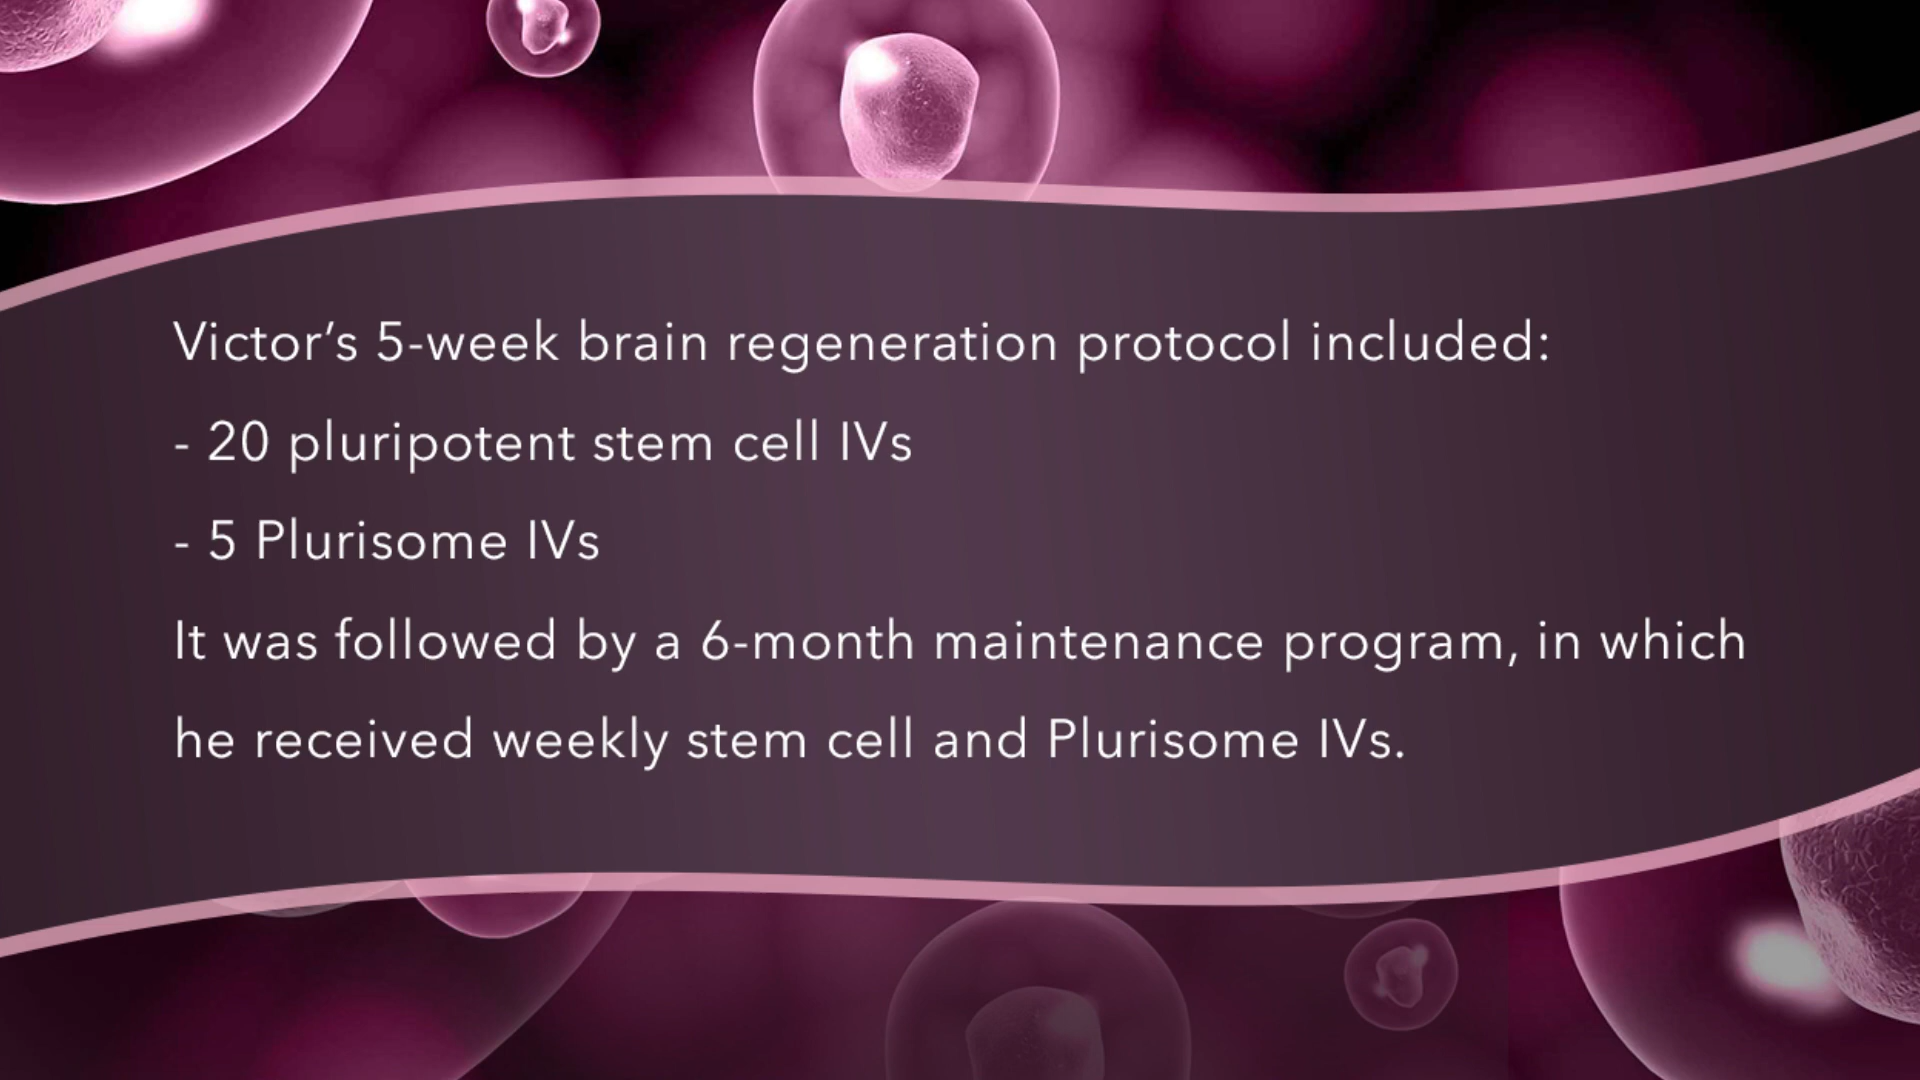 Victor’s 5-week brain regeneration protocol included:
- 20 pluripotent stem cell IVs
- 5 Plurisome IVs
It was followed by a 6-month maintenance program, in which
he received weekly stem cell and Plurisome IVs.